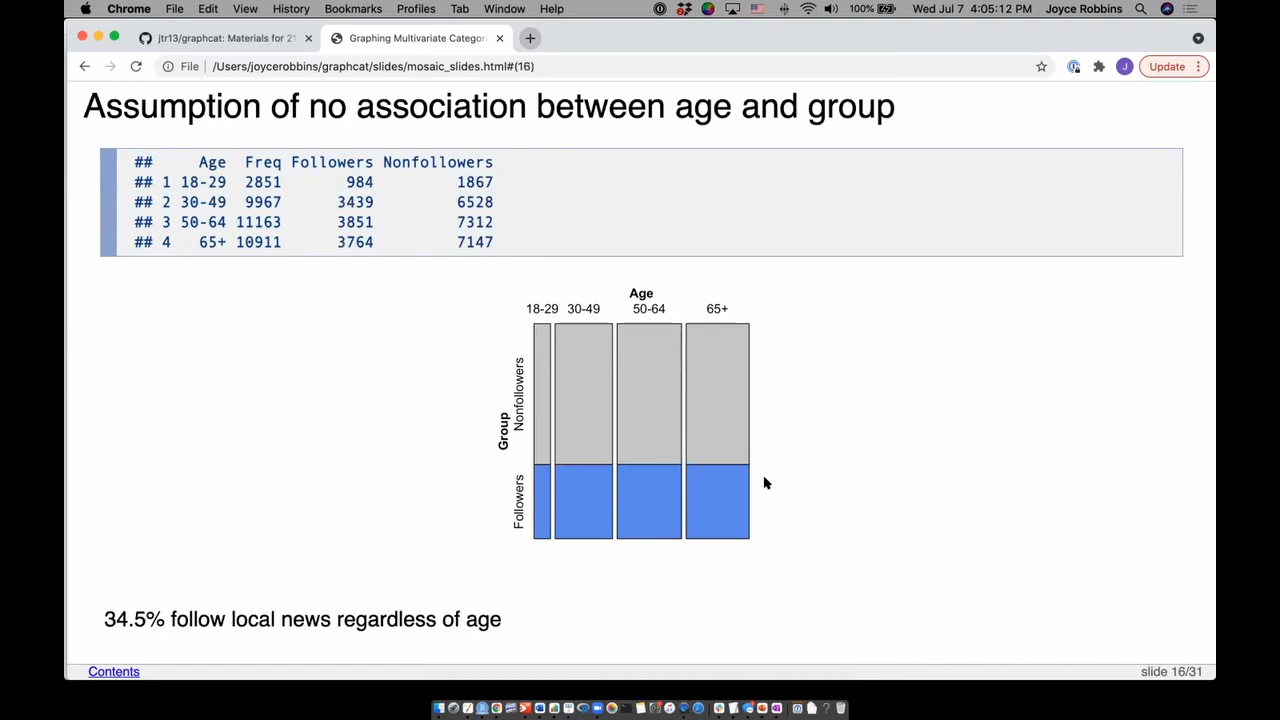 Chrome File Edit View History Bookmarks Profiles Tab Window Help 100% Wed Jul 7 4:05:12 PM Joyce Robbins
jtr13/graphcat: Materials for 21
Graphing Multivariate Categori
File /Users/joycerobbins/graphcat/slides/mosaic_slides.html#(16) J Update
Assumption of no association between age and group
## Age Freq Followers Nonfollowers
## 1 18-29 2851 984 1867
## 2 30-49 9967 3439 6528
## 3 50-64 11163 3851 7312
## 4 65+ 10911 3764 7147
Age
18-29 30-49 50-64 65+
Group
Nonfollowers
Followers
34.5% follow local news regardless of age
Contents
slide 16/31